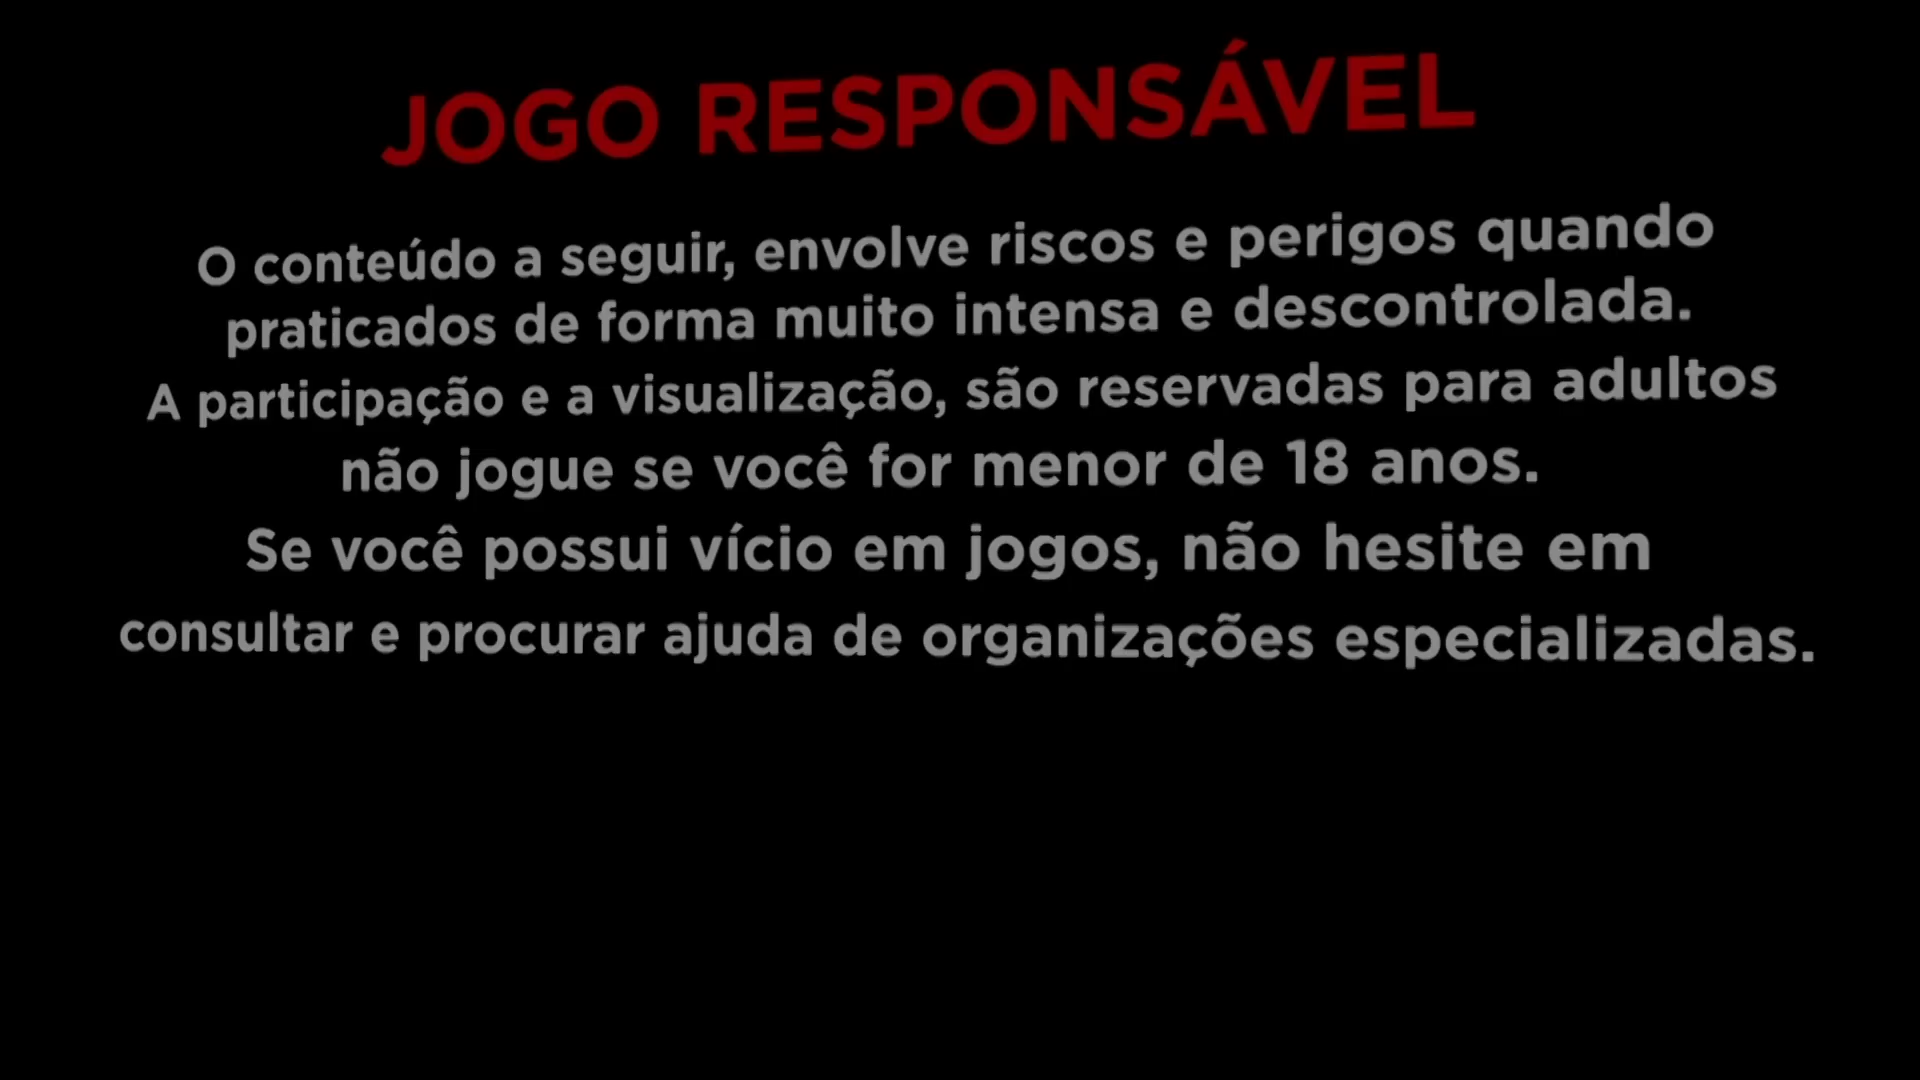 JOGO RESPONSÁVEL
O conteúdo a seguir, envolve riscos e perigos quando
praticados de forma muito intensa e descontrolada.
A participação e a visualização, são reservadas para adultos
não jogue se você for menor de 18 anos.
Se você possui vício em jogos, não hesite em
consultar e procurar ajuda de organizações especializadas.